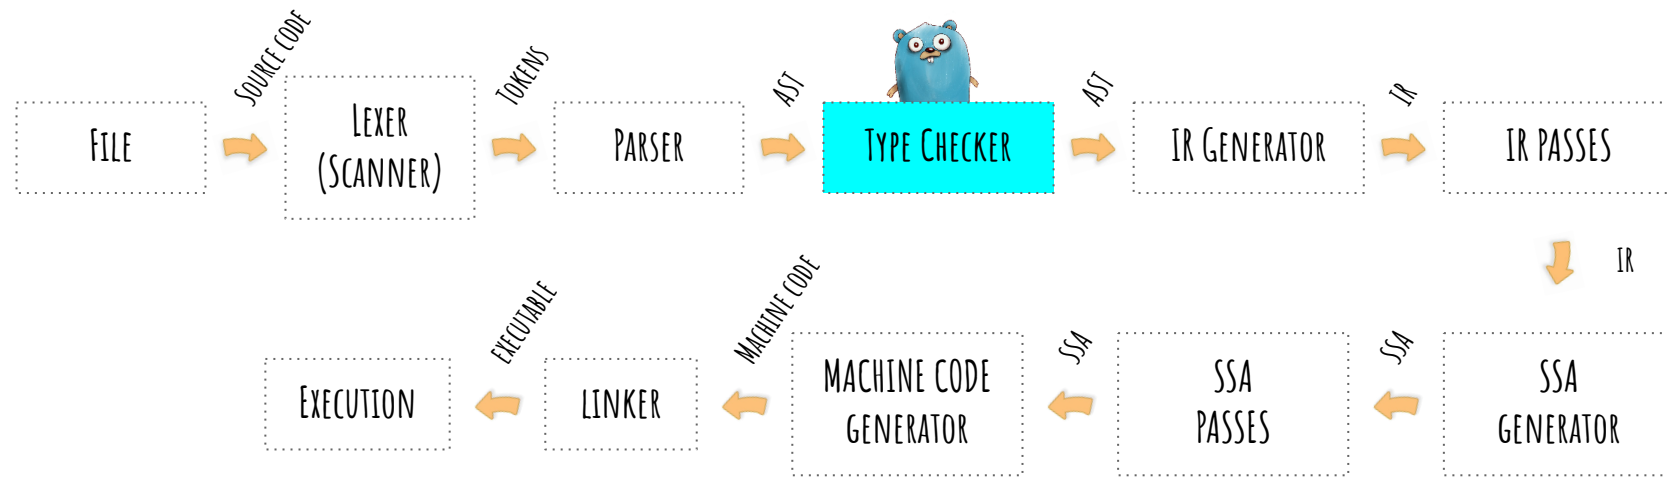 SOURCE CODE
TOKENS
AST
AST
IR
FILE
LEXER
(SCANNER)
PARSER
TYPE CHECKER
IR GENERATOR
IR PASSES
IR
EXECUTABLE
MACHINE CODE
SSA
SSA
EXECUTION
LINKER
MACHINE CODE
GENERATOR
SSA
PASSES
SSA
GENERATOR